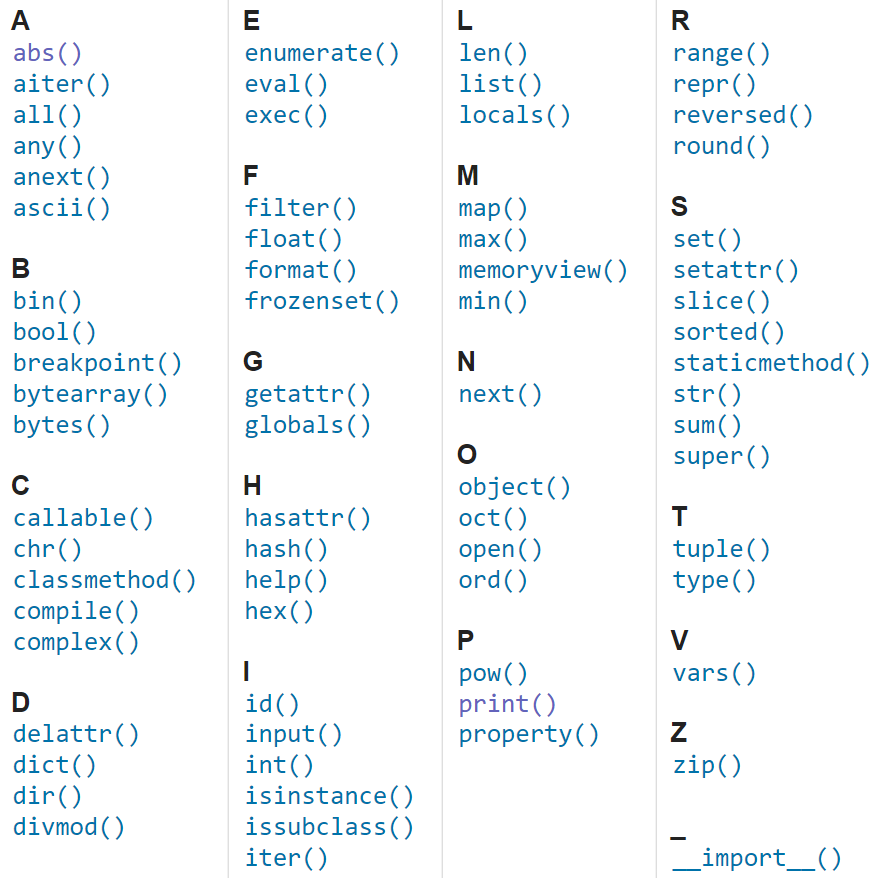 A
abs()
aiter()
all()
any()
anext()
ascii()
B
bin()
bool()
breakpoint()
bytearray()
bytes()
C
callable()
chr()
classmethod()
compile()
complex()
D
delattr()
dict()
dir()
divmod()
E
enumerate()
eval()
exec()
F
filter()
float()
format()
frozenset()
G
getattr()
globals()
H
hasattr()
hash()
help()
hex()
I
id()
input()
int()
isinstance()
issubclass()
iter()
L
len()
list()
locals()
M
map()
max()
memoryview()
min()
N
next()
O
object()
oct()
open()
ord()
P
pow()
print()
property()
R
range()
repr()
reversed()
round()
S
set()
setattr()
slice()
sorted()
staticmethod()
str()
sum()
super()
T
tuple()
type()
V
vars()
Z
zip()
_
__import__()